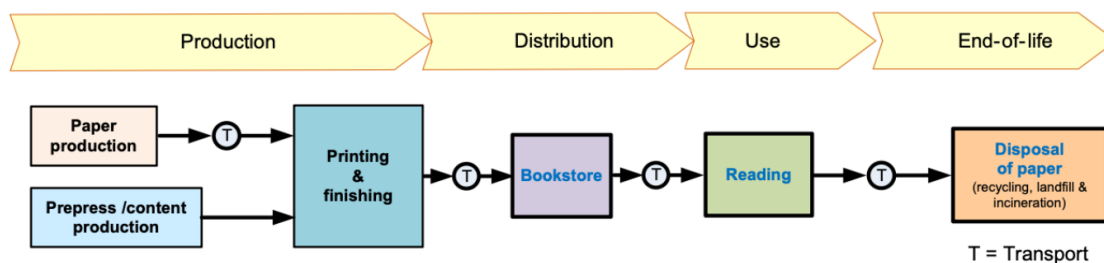 Production
Distribution
Use
End-of-life
Paper
production
T
Prepress /content
production
Printing
&
finishing
T
Bookstore
T
Reading
T
Disposal
of paper
(recycling, landfill &
incineration)
T = Transport